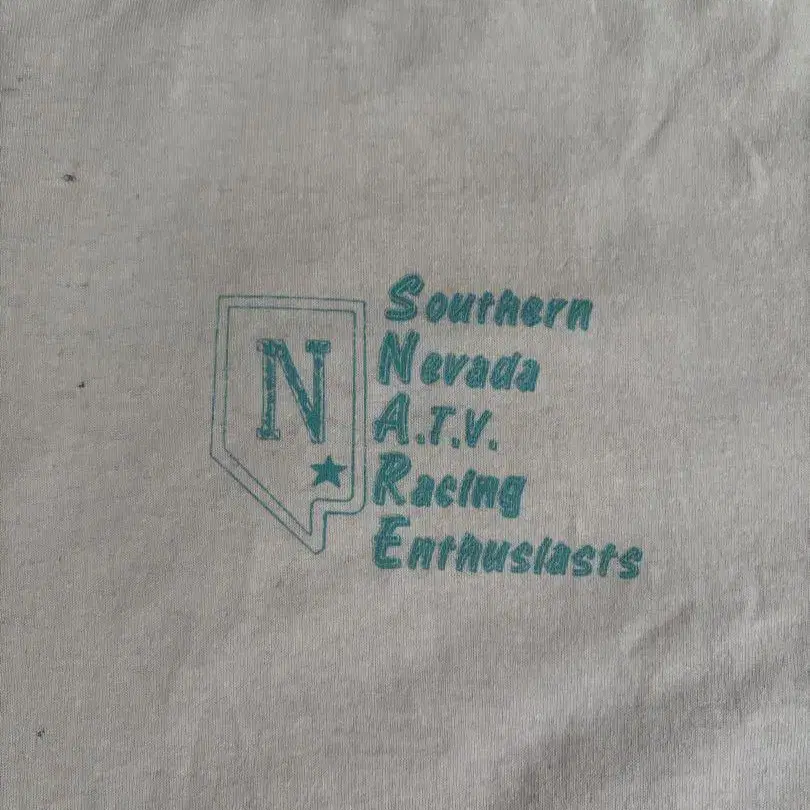 N
Southern
Nevada
A.T.V.
Racing
Enthusiasts